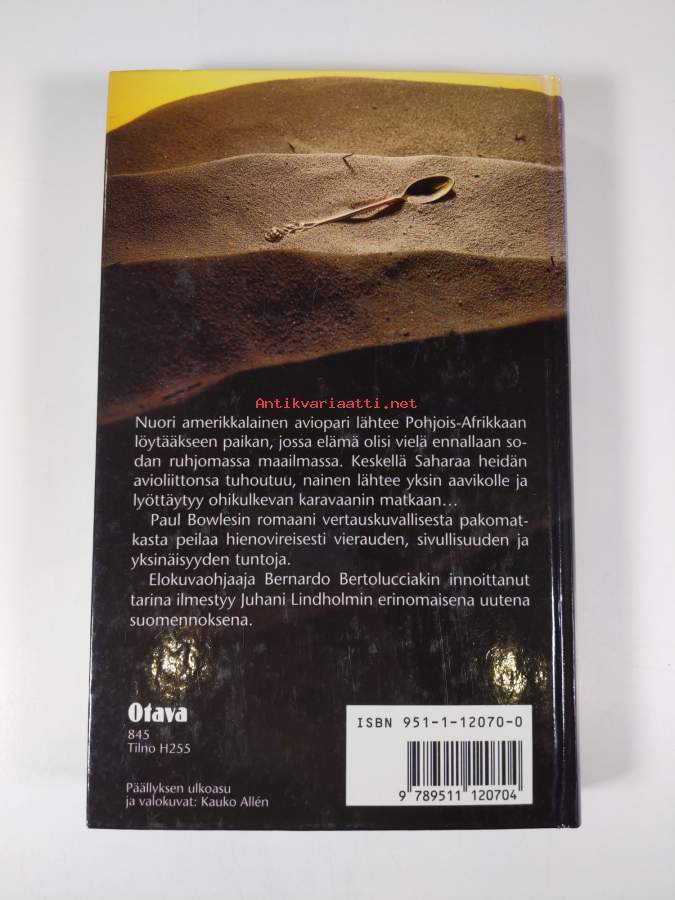 Antikvariaatti.net
Nuori amerikkalainen aviopari lähtee Pohjois-Afrikkaan
löytääkseen paikan, jossa elämä olisi vielä ennallaan so-
dan ruhjomassa maailmassa. Keskellä Saharaa heidän
avioliittonsa tuhoutuu, nainen lähtee yksin aavikolle ja
lyöttäytyy ohikulkevan karavaanin matkaan...
Paul Bowlesin romaani vertauskuvallisesta pakomat-
kasta peilaa hienovireisesti vierauden, sivullisuuden ja
yksinäisyyden tuntoja.
Elokuvaohjaaja Bernardo Bertolucciakin innoittanut
tarina ilmestyy Juhani Lindholmin erinomaisena uutena
suomennoksena.
Otava
845
Tilno H255
Päällyksen ulkoasu
ja valokuvat: Kauko Allén
ISBN 951-1-12070-0
9 789511 120704